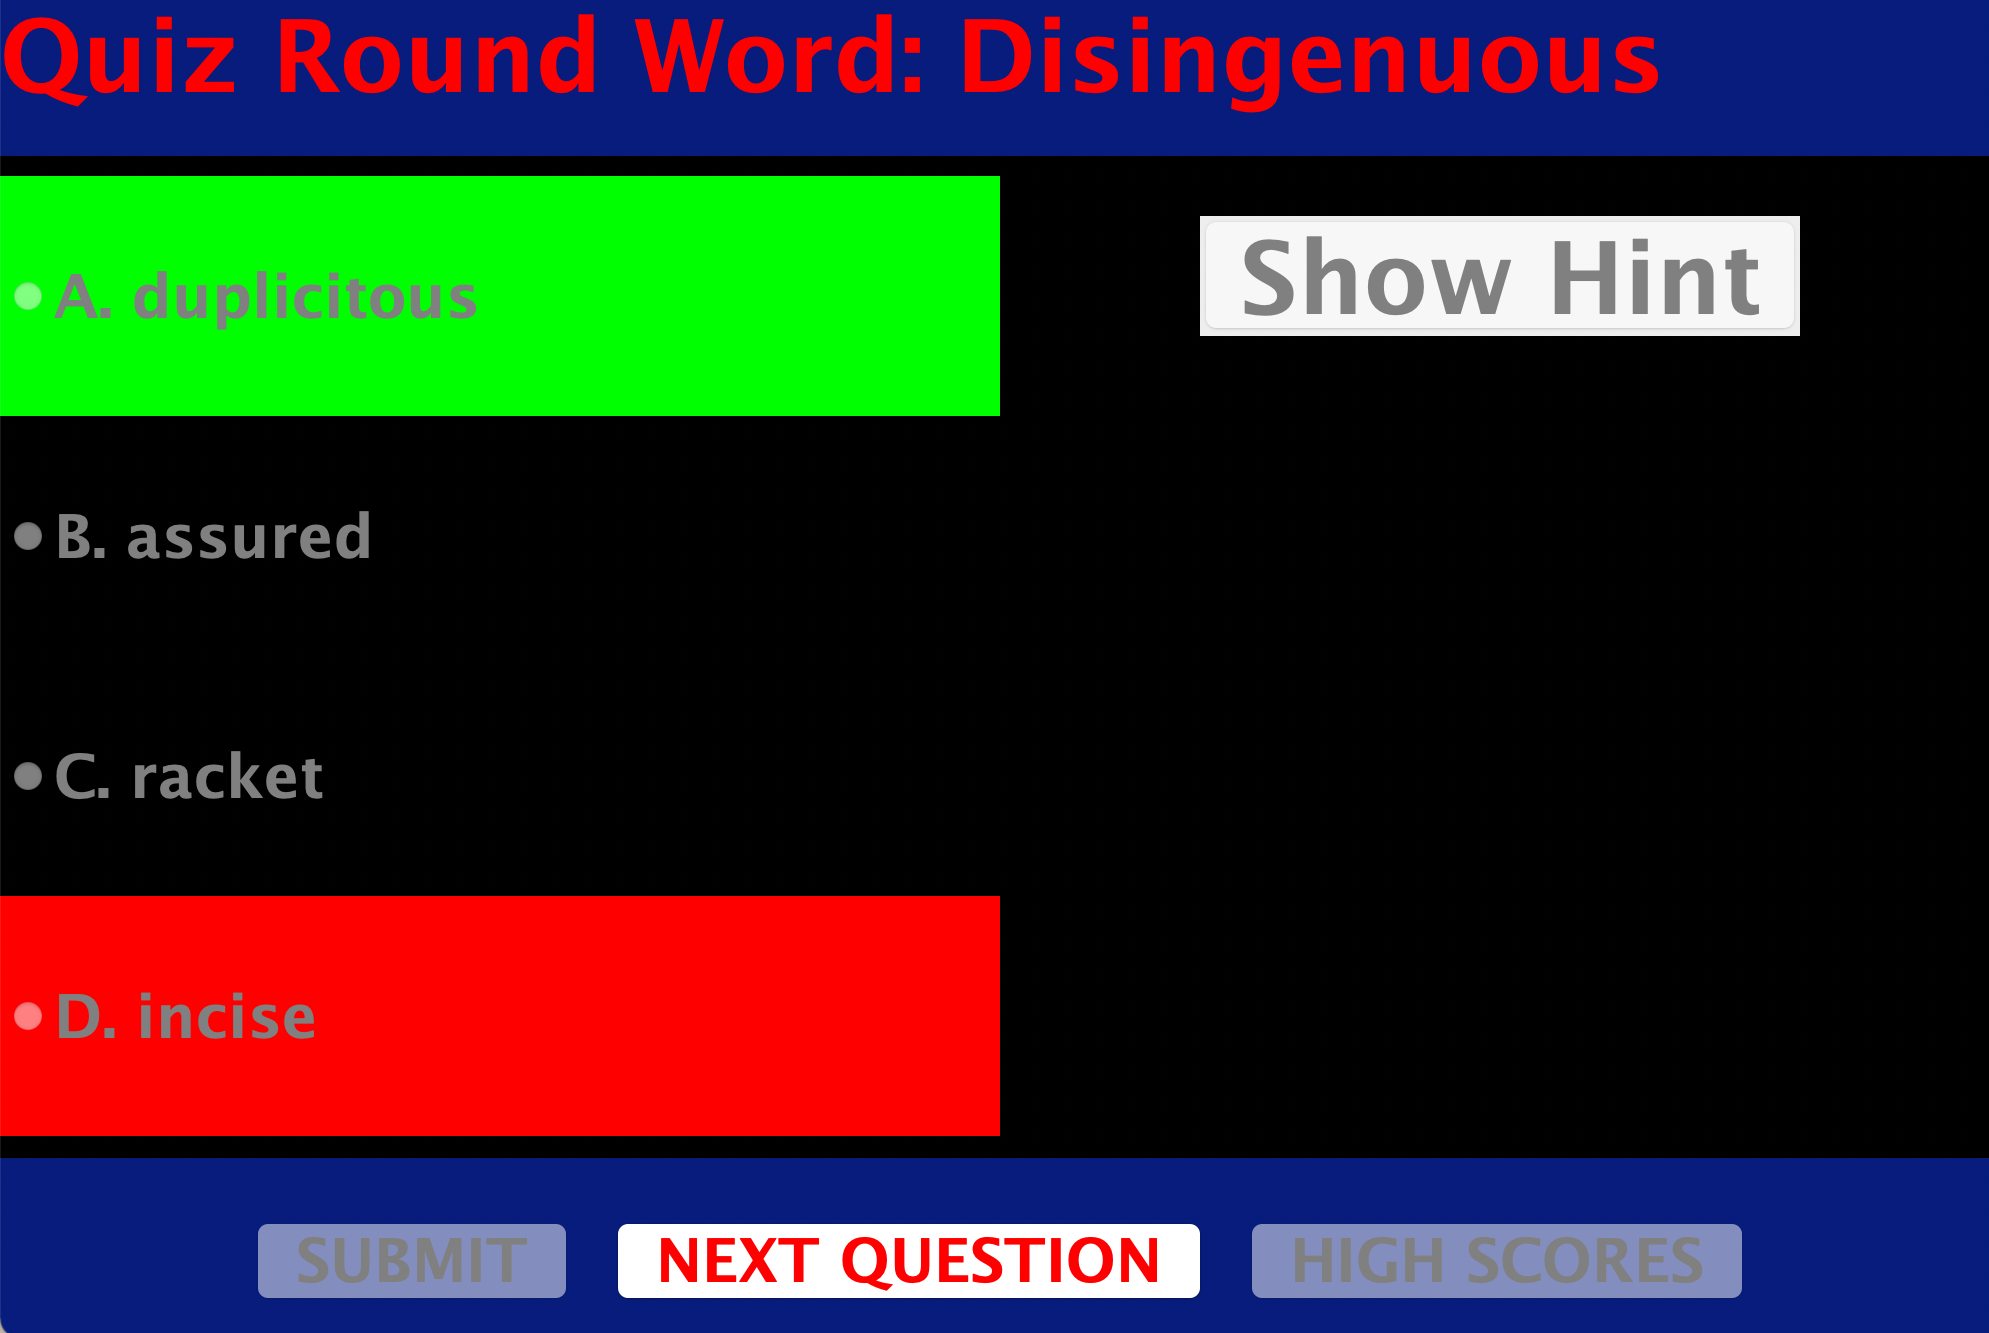 Quiz Round Word: Disingenuous
A. duplicitous
Show Hint
B. assured
C. racket
D. incise
SUBMIT
NEXT QUESTION
HIGH SCORES